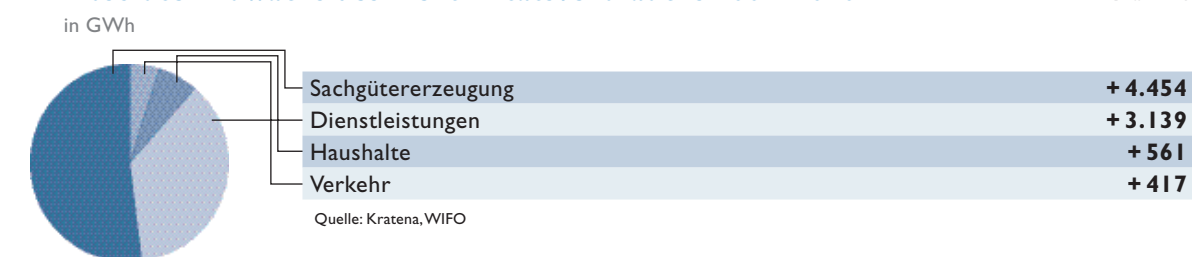 in GWh
Sachgütererzeugung + 4.454
Dienstleistungen + 3.139
Haushalte + 561
Verkehr + 417
Quelle: Kratena, WIFO